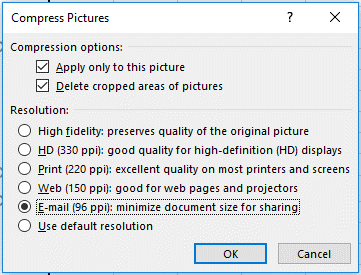 Compress Pictures ? ×
Compression options:
Apply only to this picture
Delete cropped areas of pictures
Resolution:
High fidelity: preserves quality of the original picture
HD (330 ppi): good quality for high-definition (HD) displays
Print (220 ppi): excellent quality on most printers and screens
Web (150 ppi): good for web pages and projectors
E-mail (96 ppi): minimize document size for sharing
Use default resolution
OK Cancel